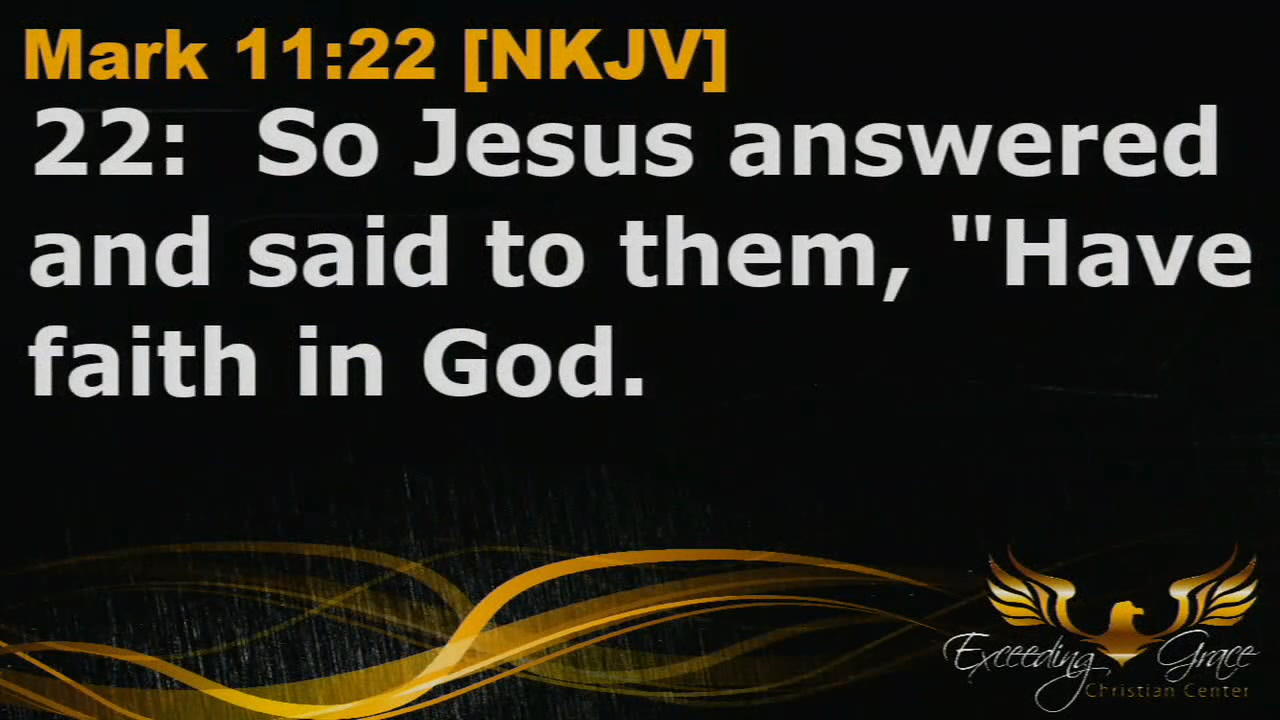 Mark 11:22 [NKJV]
22:  So Jesus answered
and said to them, "Have
faith in God.
Exceeding Grace
Christian Center